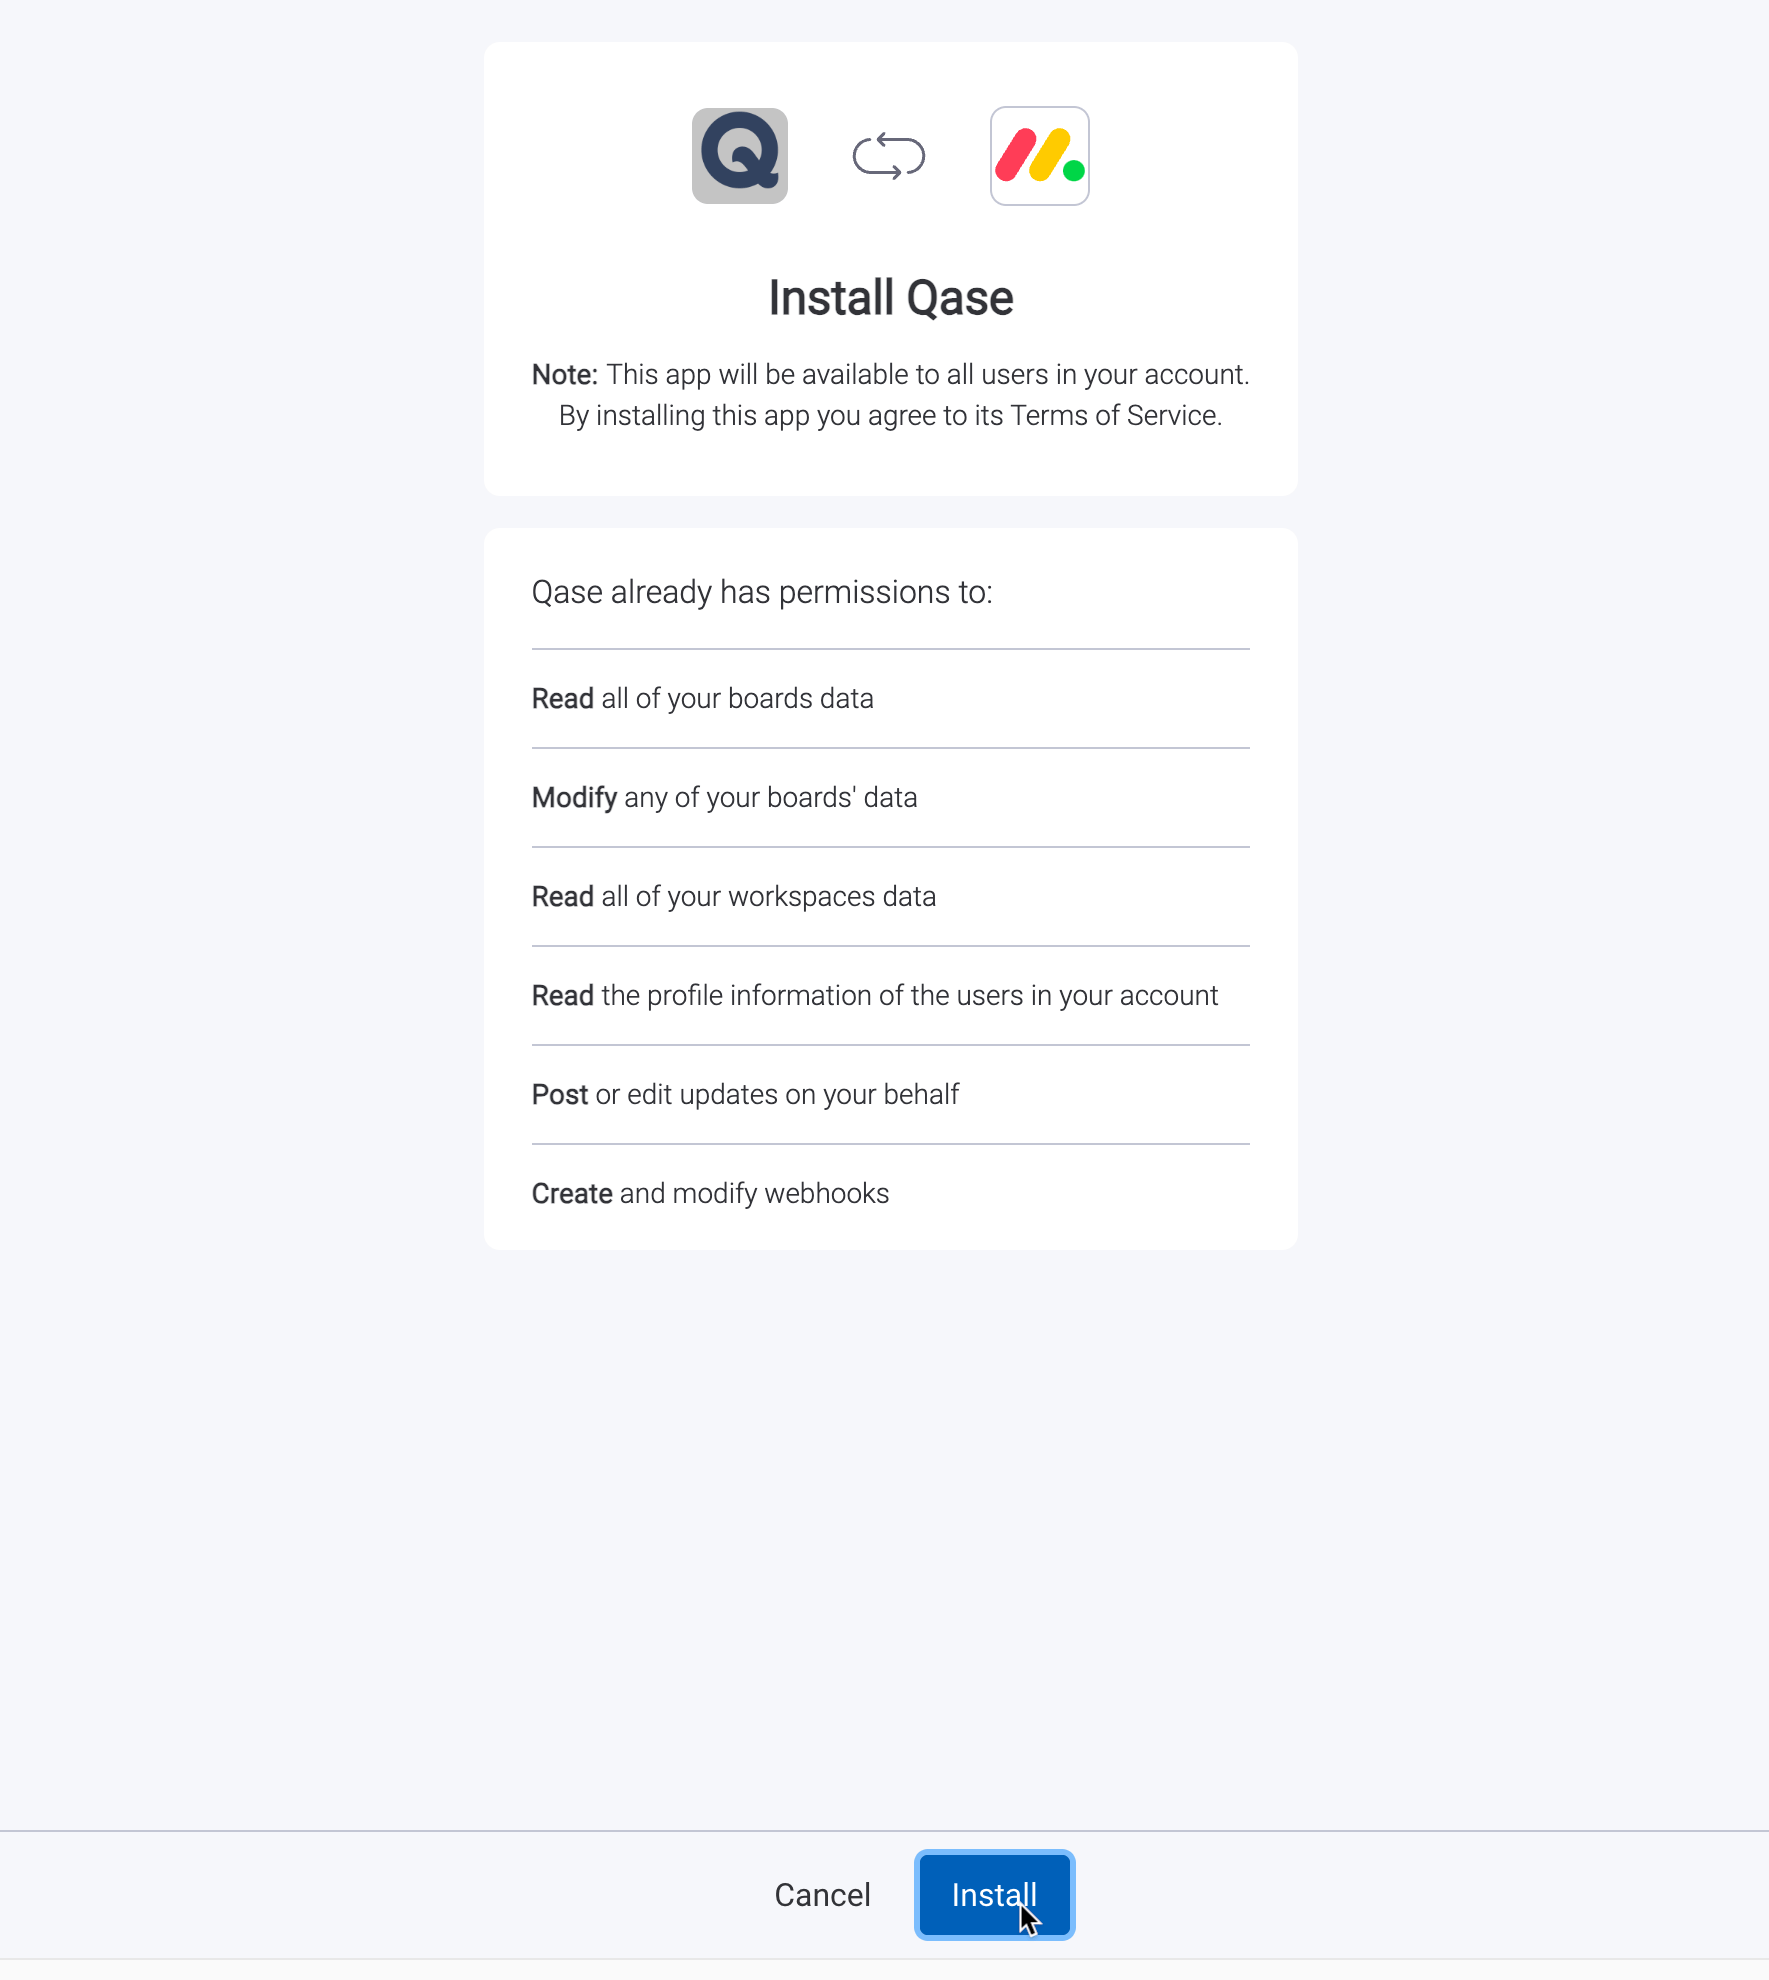 Install Qase
Note: This app will be available to all users in your account.
By installing this app you agree to its Terms of Service.
Qase already has permissions to:
Read all of your boards data
Modify any of your boards' data
Read all of your workspaces data
Read the profile information of the users in your account
Post or edit updates on your behalf
Create and modify webhooks
Cancel
Install